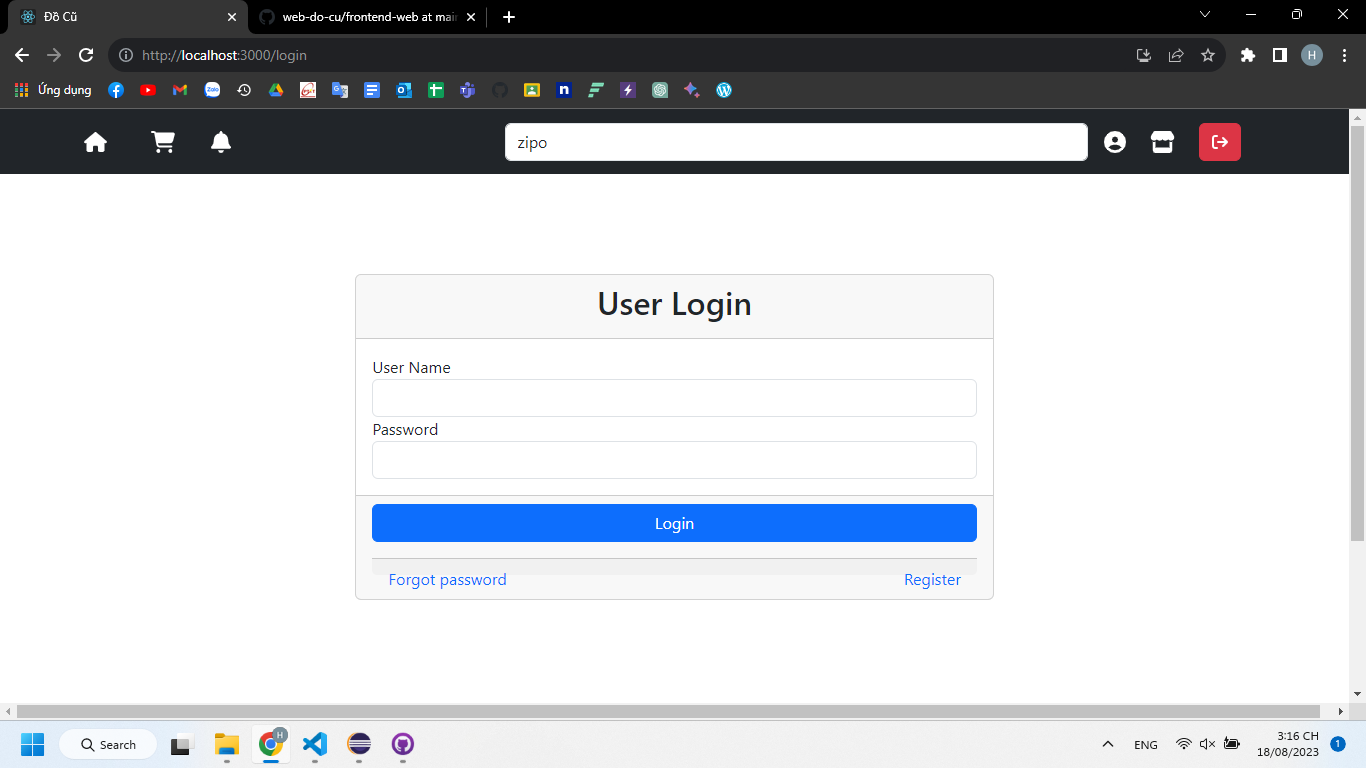 Đồ Cũ
web-do-cu/frontend-web at mai
http://localhost:3000/login
H
Ứng dụng
Zalo
n
zipo
User Login
User Name
Password
Login
Forgot password
Register
Search
H
ENG
3:16 CH
18/08/2023
1